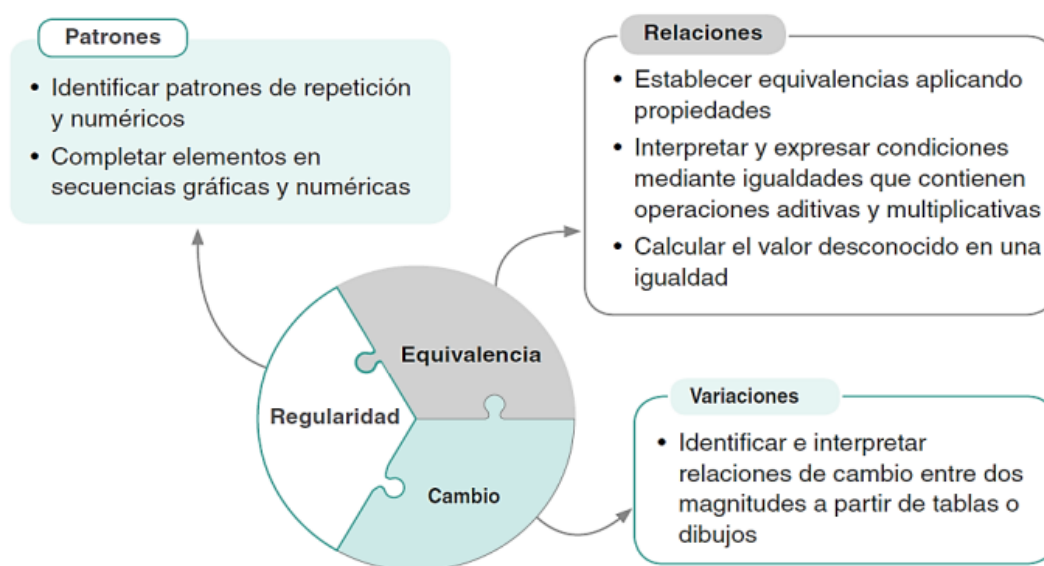 Patrones
• Identificar patrones de repetición
y numéricos
• Completar elementos en
secuencias gráficas y numéricas
Relaciones
• Establecer equivalencias aplicando
propiedades
• Interpretar y expresar condiciones
mediante igualdades que contienen
operaciones aditivas y multiplicativas
• Calcular el valor desconocido en una
igualdad
Equivalencia
Regularidad
Cambio
Variaciones
• Identificar e interpretar
relaciones de cambio entre dos
magnitudes a partir de tablas o
dibujos